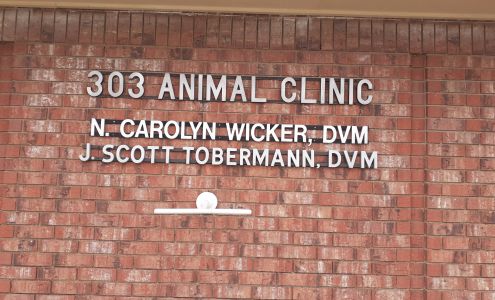 303 ANIMAL CLINIC
N. CAROLYN WICKER, DVM
J. SCOTT TOBERMANN, DVM